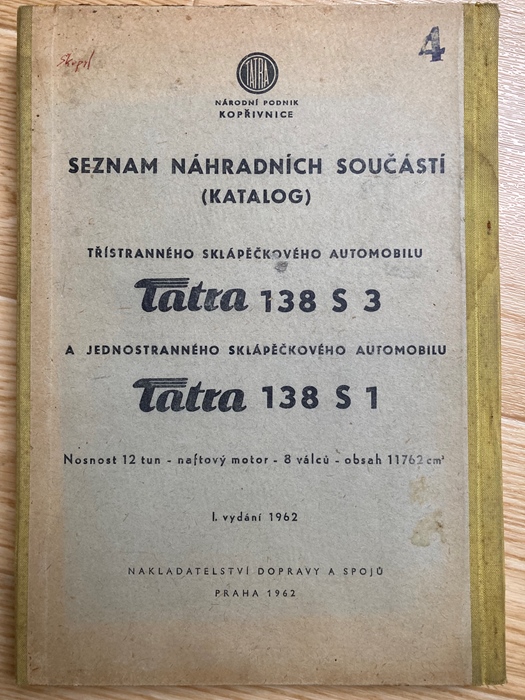 Skopil
4
TATRA
NÁRODNÍ PODNIK
KOPŘIVNICE
SEZNAM NÁHRADNÍCH SOUČÁSTÍ
(KATALOG)
TŘÍSTRANNÉHO SKLÁPĚČKOVÉHO AUTOMOBILU
Tatra 138 S 3
A JEDNOSTRANNÉHO SKLÁPĚČKOVÉHO AUTOMOBILU
Tatra 138 S 1
Nosnost 12 tun - naftový motor - 8 válců - obsah 11762 cm³
I. vydání 1962
NAKLADATELSTVÍ DOPRAVY A SPOJŮ
PRAHA 1962